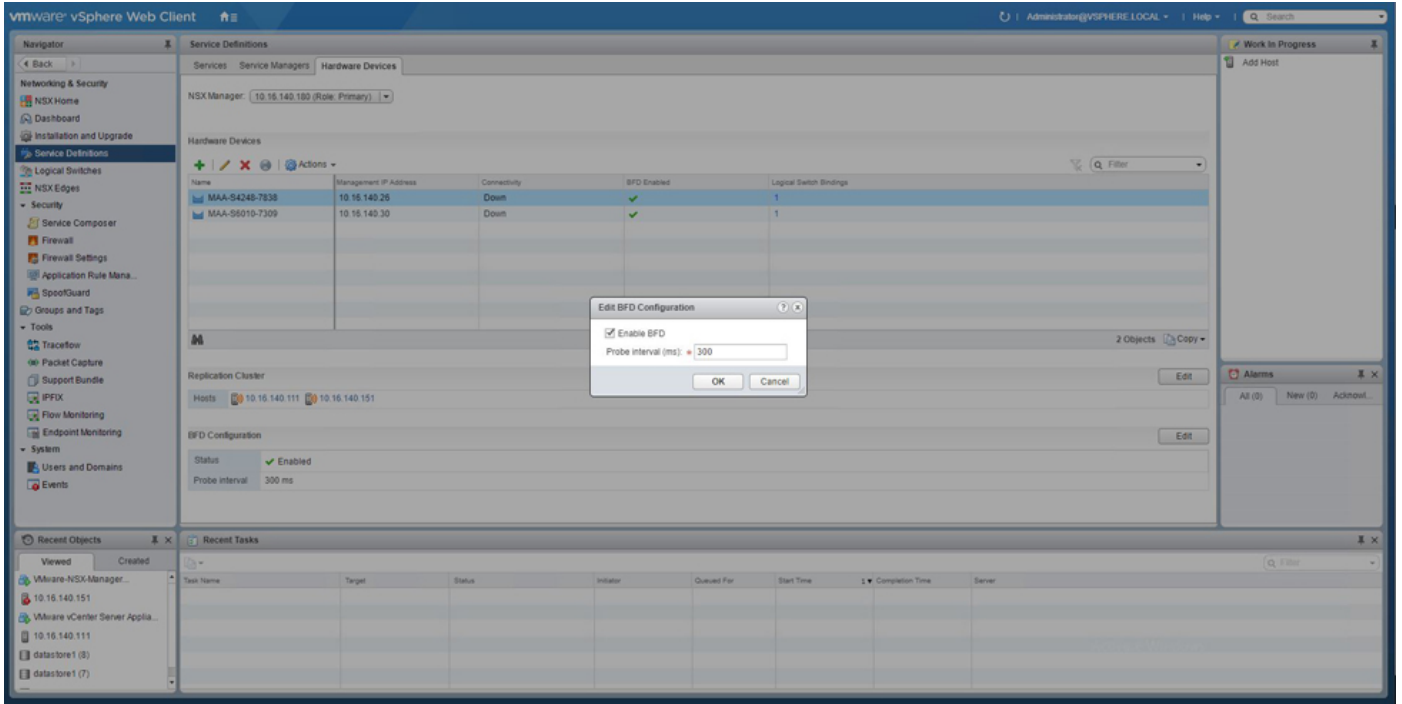 vmware® vSphere Web Client
Administrator@VSPHERE.LOCAL
Help
Search
Navigator
Back
Networking & Security
NSX Home
Dashboard
Installation and Upgrade
Service Definitions
Logical Switches
NSX Edges
Security
Service Composer
Firewall
Firewall Settings
Application Rule Mana...
SpoofGuard
Groups and Tags
Tools
Traceflow
Packet Capture
Support Bundle
IPFIX
Flow Monitoring
Endpoint Monitoring
System
Users and Domains
Events
Service Definitions
Services Service Managers Hardware Devices
NSX Manager: 10.16.140.180 (Role: Primary)
Hardware Devices
Actions
Filter
Name Management IP Address Connectivity BFD Enabled Logical Switch Bindings
MAA-S4248-7838 10.16.140.26 Down 1
MAA-S6010-7309 10.16.140.30 Down 1
2 Objects Copy
Edit BFD Configuration
Enable BFD
Probe interval (ms): * 300
OK Cancel
Replication Cluster Edit
Hosts 10.16.140.111 10.16.140.151
BFD Configuration Edit
Status Enabled
Probe interval 300 ms
Work In Progress
Add Host
Alarms
All (0) New (0) Acknowl...
Recent Objects
Viewed Created
VMware-NSX-Manager...
10.16.140.151
VMware vCenter Server Applia...
10.16.140.111
datastore1 (8)
datastore1 (7)
Recent Tasks
Filter
Task Name Target Status Initiator Queued For Start Time 1 Completion Time Server